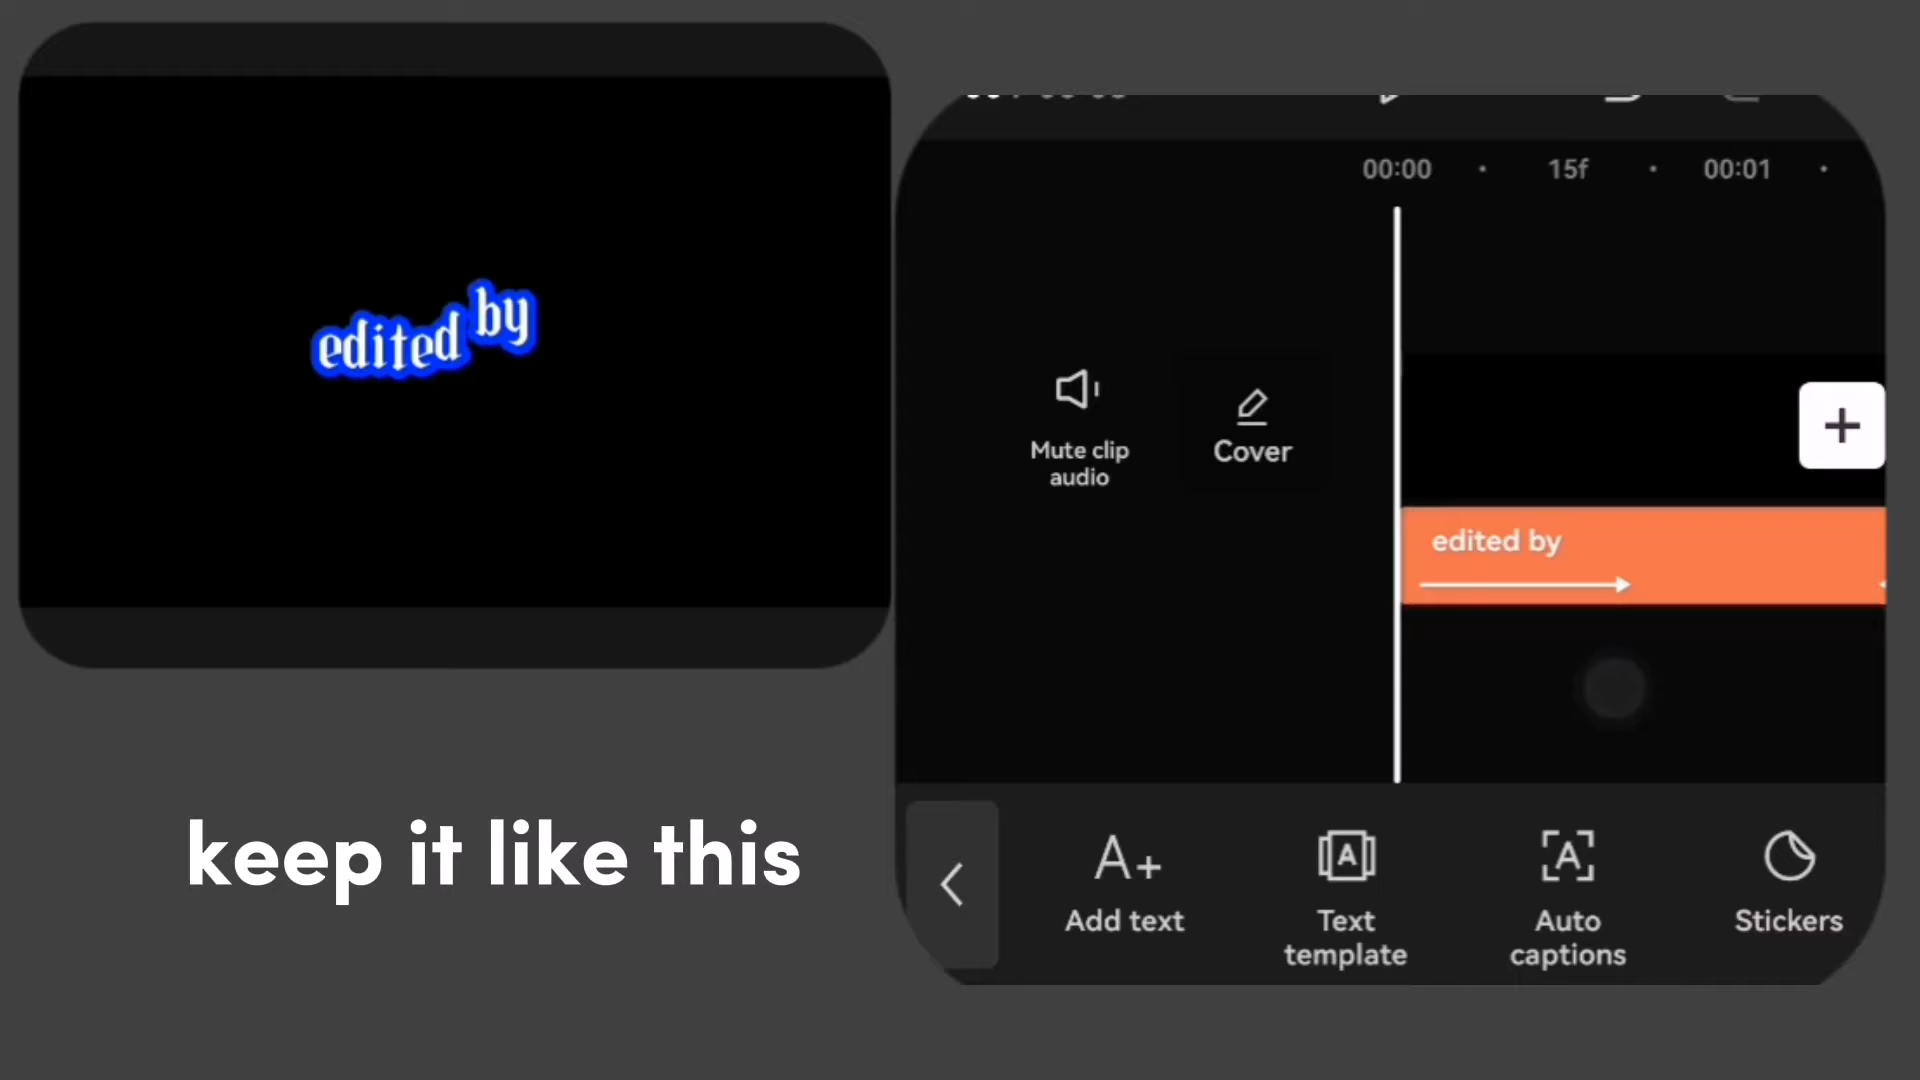 edited by
00:00 15f 00:01
Mute clip
audio
Cover
edited by
keep it like this
Add text
Text
template
Auto
captions
Stickers